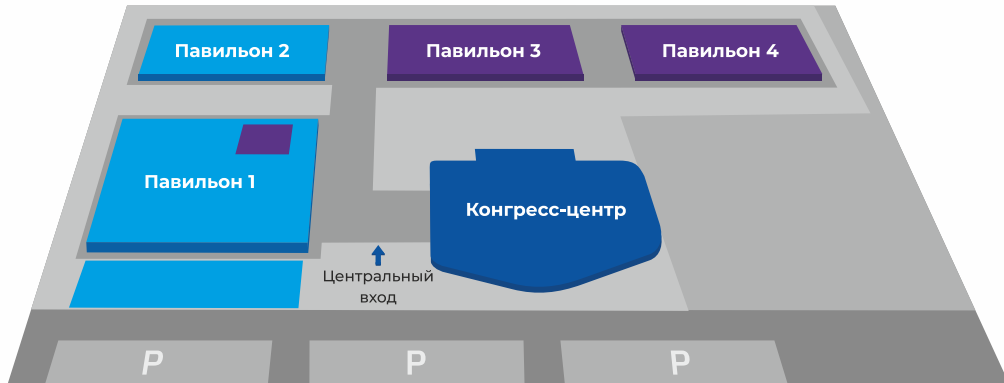 Павильон 2
Павильон 3
Павильон 4
Павильон 1
Конгресс-центр
Центральный
вход
P
P
P